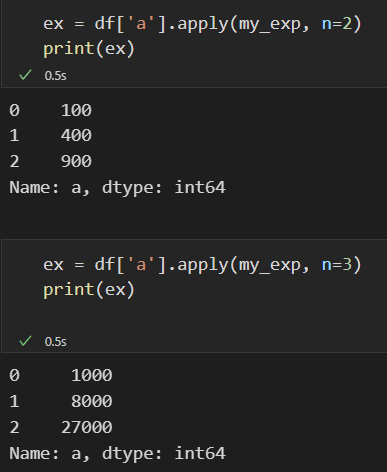 ex = df['a'].apply(my_exp, n=2)
print(ex)
0.5s
0    100
1    400
2    900
Name: a, dtype: int64
ex = df['a'].apply(my_exp, n=3)
print(ex)
0.5s
0     1000
1     8000
2    27000
Name: a, dtype: int64